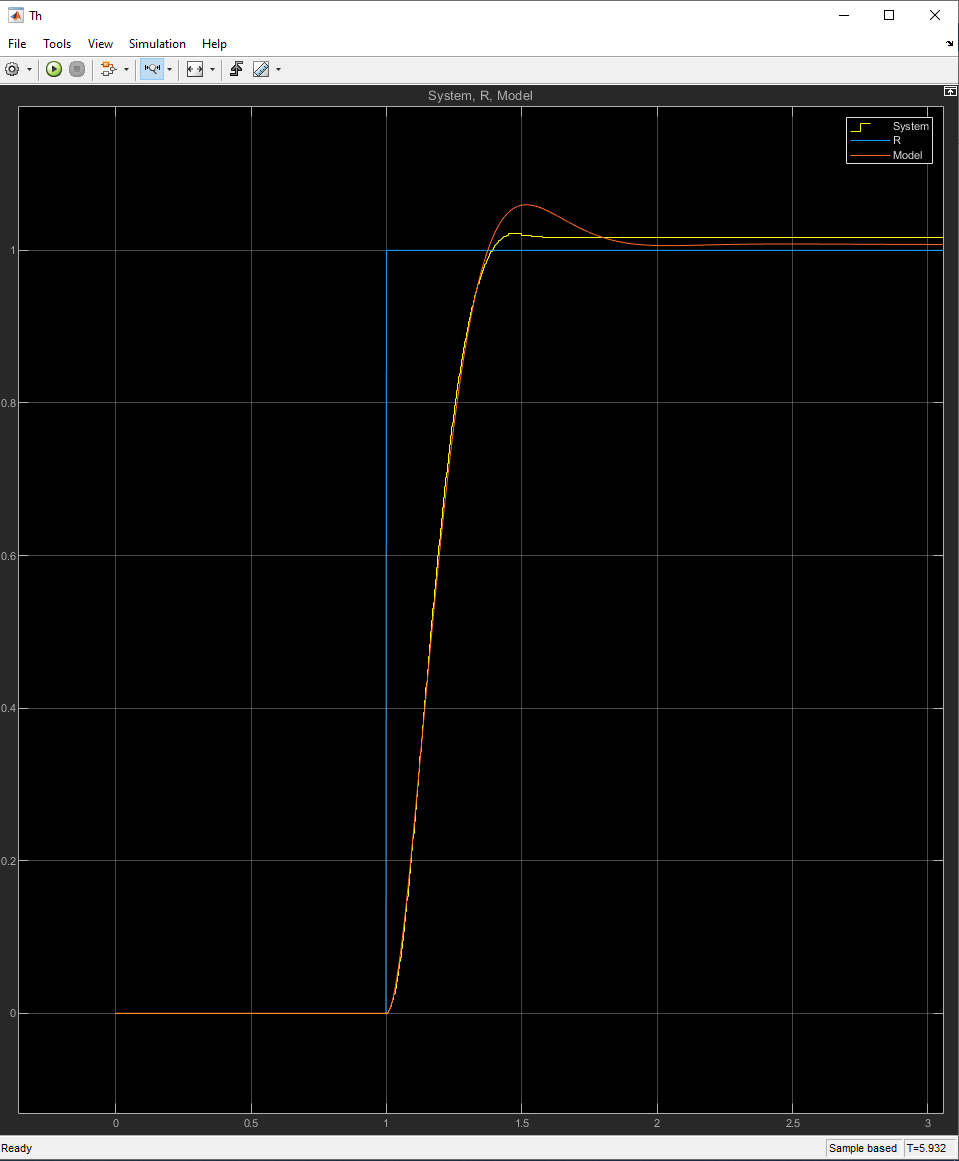 Th
File Tools View Simulation Help
System, R, Model
System
R
Model
1
0.8
0.6
0.4
0.2
0
0 0.5 1 1.5 2 2.5 3
Ready Sample based T=5.932